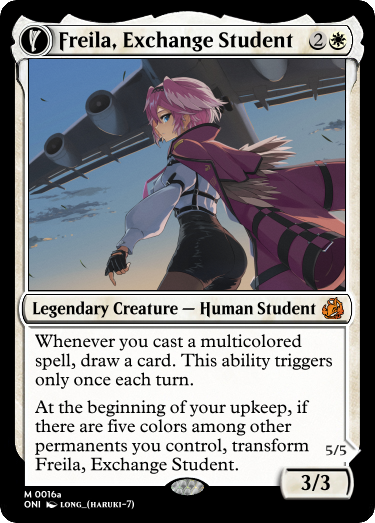 Freila, Exchange Student 2
Legendary Creature — Human Student
Whenever you cast a multicolored
spell, draw a card. This ability triggers
only once each turn.
At the beginning of your upkeep, if
there are five colors among other
permanents you control, transform
Freila, Exchange Student.
5/5
3/3
M 0016a
ONI LONG_(HARUKI-7)